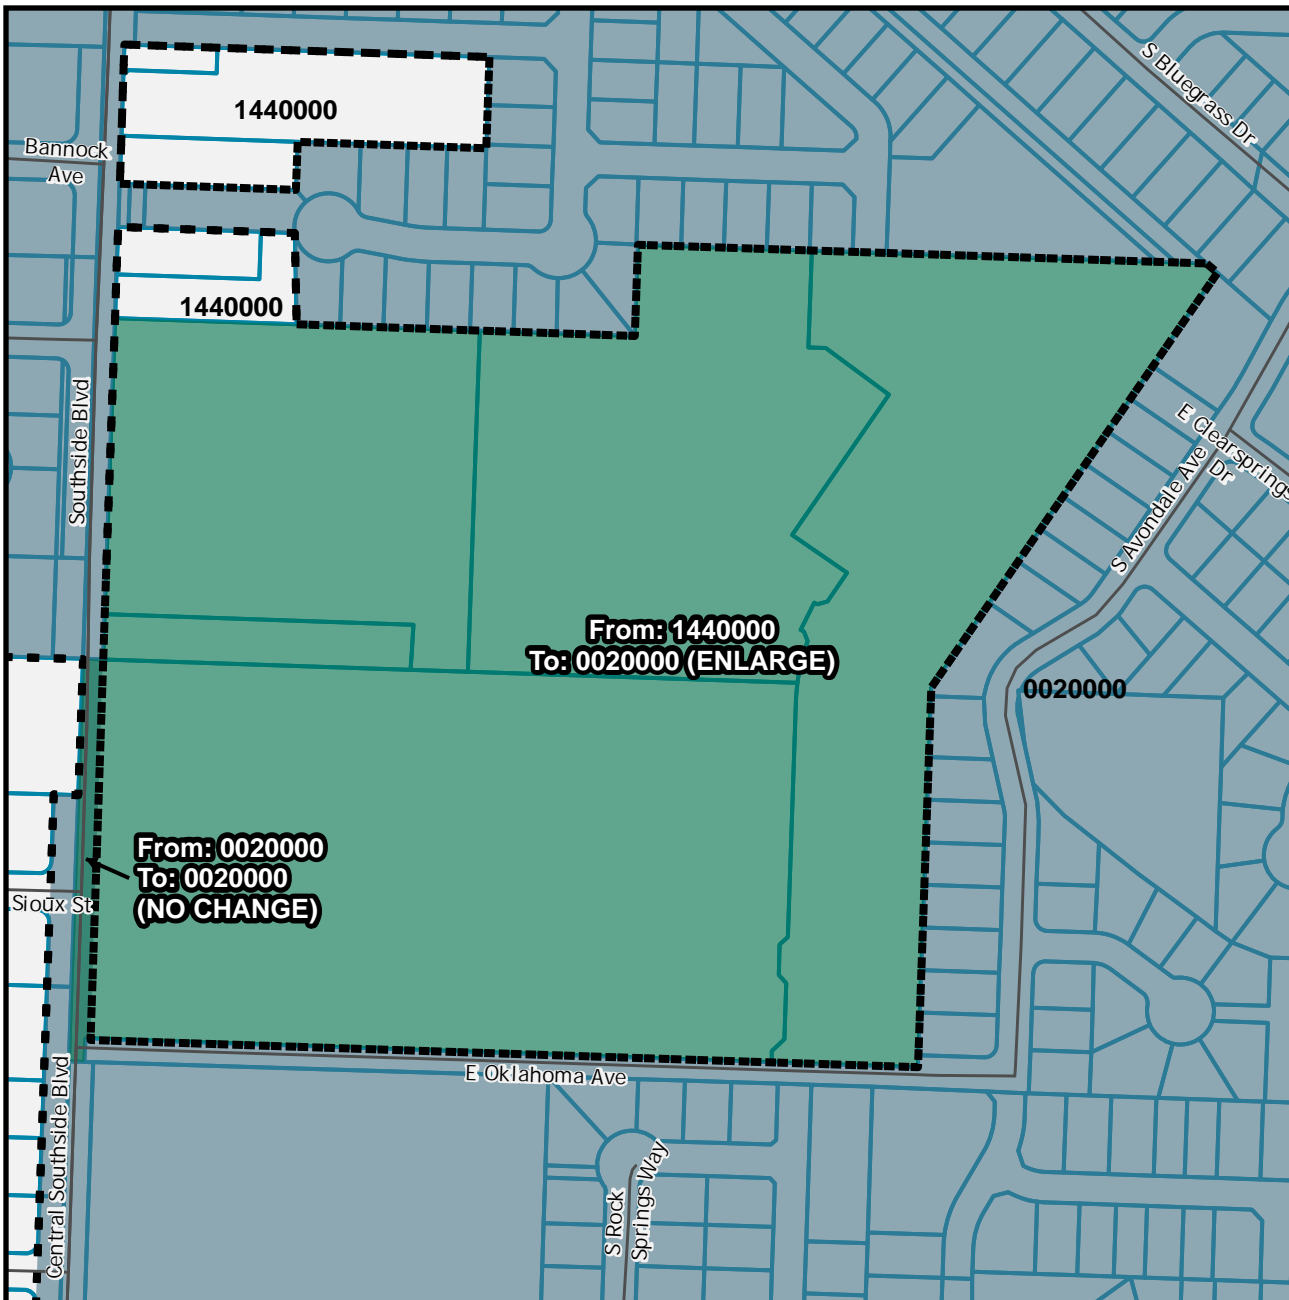 S Bluegrass Dr
1440000
Bannock
Ave
1440000
Southside Blvd
E Clearsprings
Dr
S Avondale Ave
From: 1440000
To: 0020000 (ENLARGE)
0020000
From: 0020000
To: 0020000
(NO CHANGE)
Sioux St
E Oklahoma Ave
Central Southside Blvd
S Rock
Springs Way